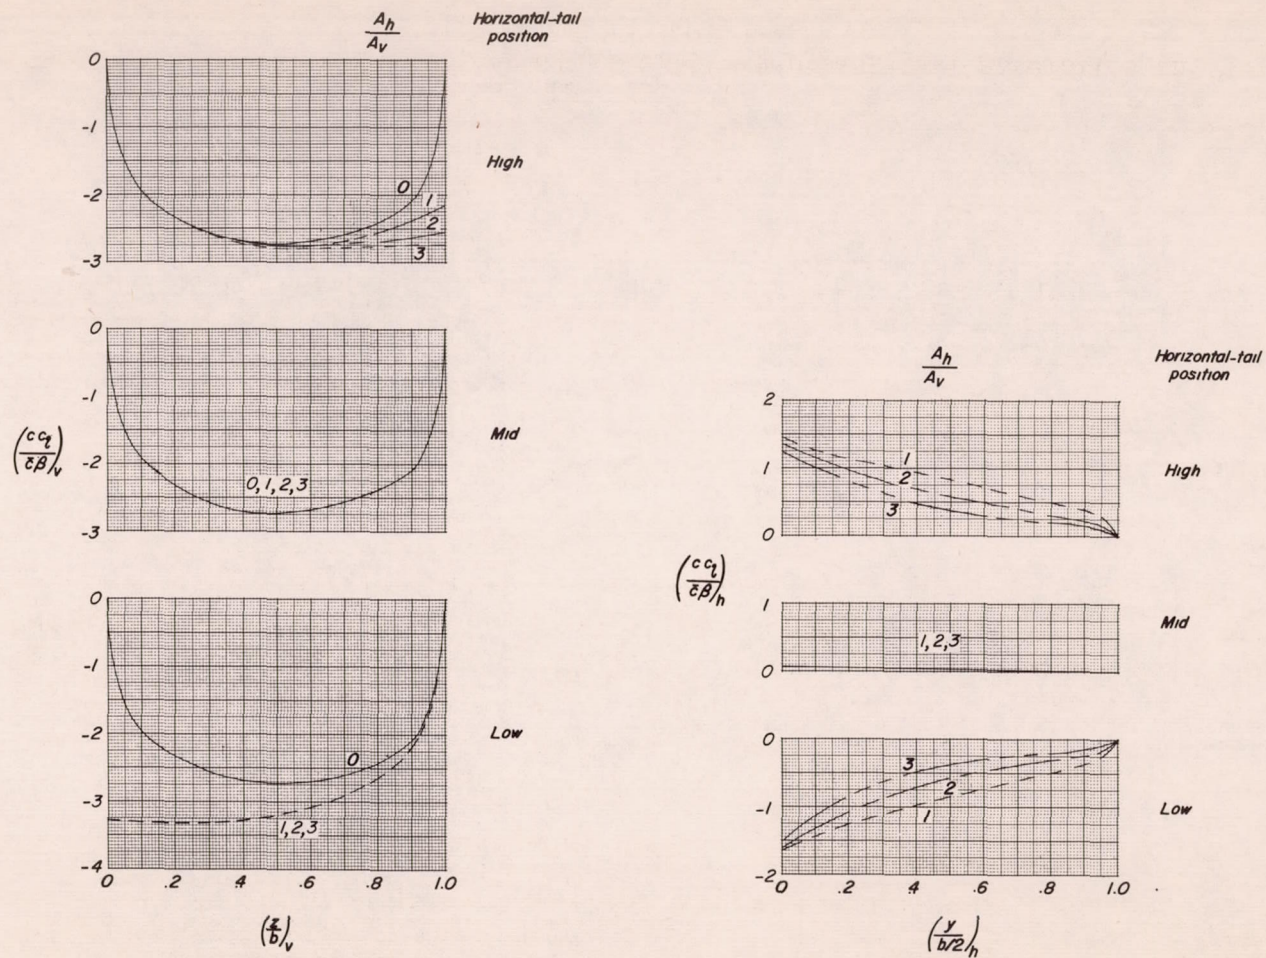 A_h/A_v
Horizontal-tail position
0
-1
-2
-3
0
1
2
3
High
0
-1
-2
-3
(c c_l / c̄ β)_v
0,1,2,3
Mid
0
-1
-2
-3
-4
0
1,2,3
Low
0 .2 .4 .6 .8 1.0
(z/b)_v
A_h/A_v
Horizontal-tail position
2
1
0
1
2
3
High
(c c_l / c̄ β)_h
1
0
1,2,3
Mid
0
-1
-2
3
2
1
Low
0 .2 .4 .6 .8 1.0
(y / b/2)_h